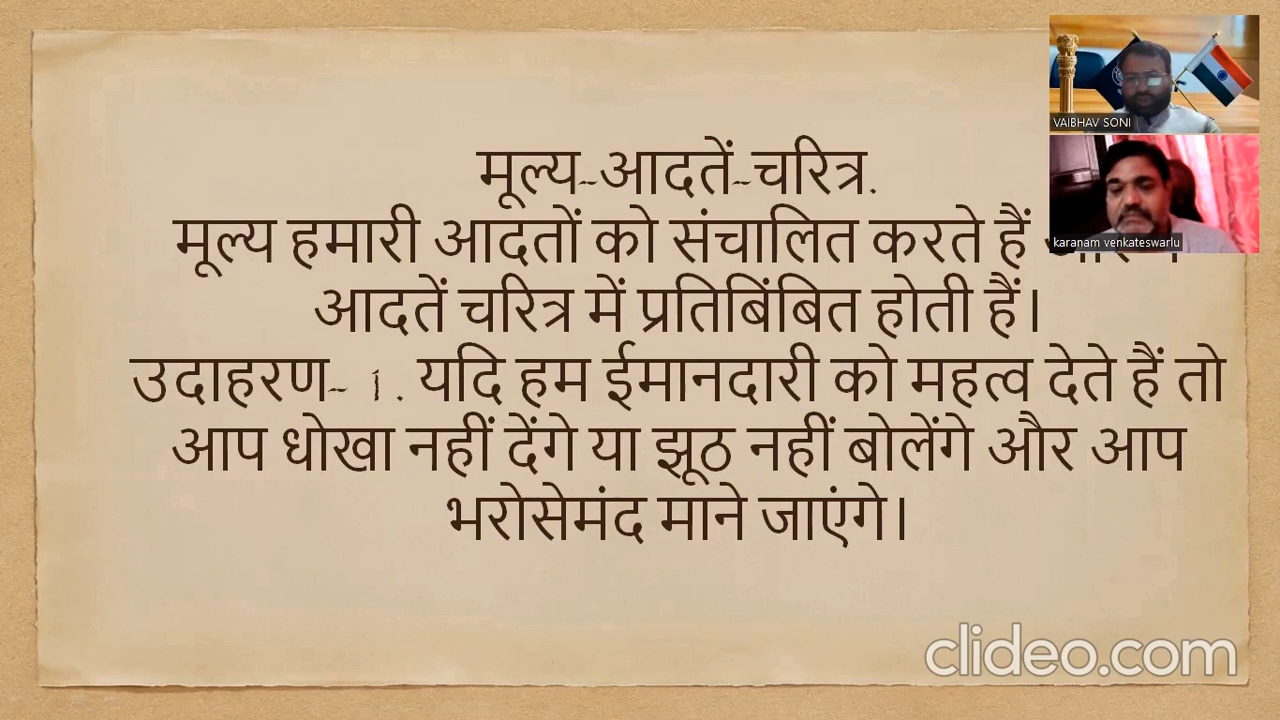 मूल्य-आदतें-चरित्र.
मूल्य हमारी आदतों को संचालित करते हैं
आदतें चरित्र में प्रतिबिंबित होती हैं।
उदाहरण- 1. यदि हम ईमानदारी को महत्व देते हैं तो
आप धोखा नहीं देंगे या झूठ नहीं बोलेंगे और आप
भरोसेमंद माने जाएंगे।
VAIBHAV SONI
karanam venkateswarlu
clideo.com